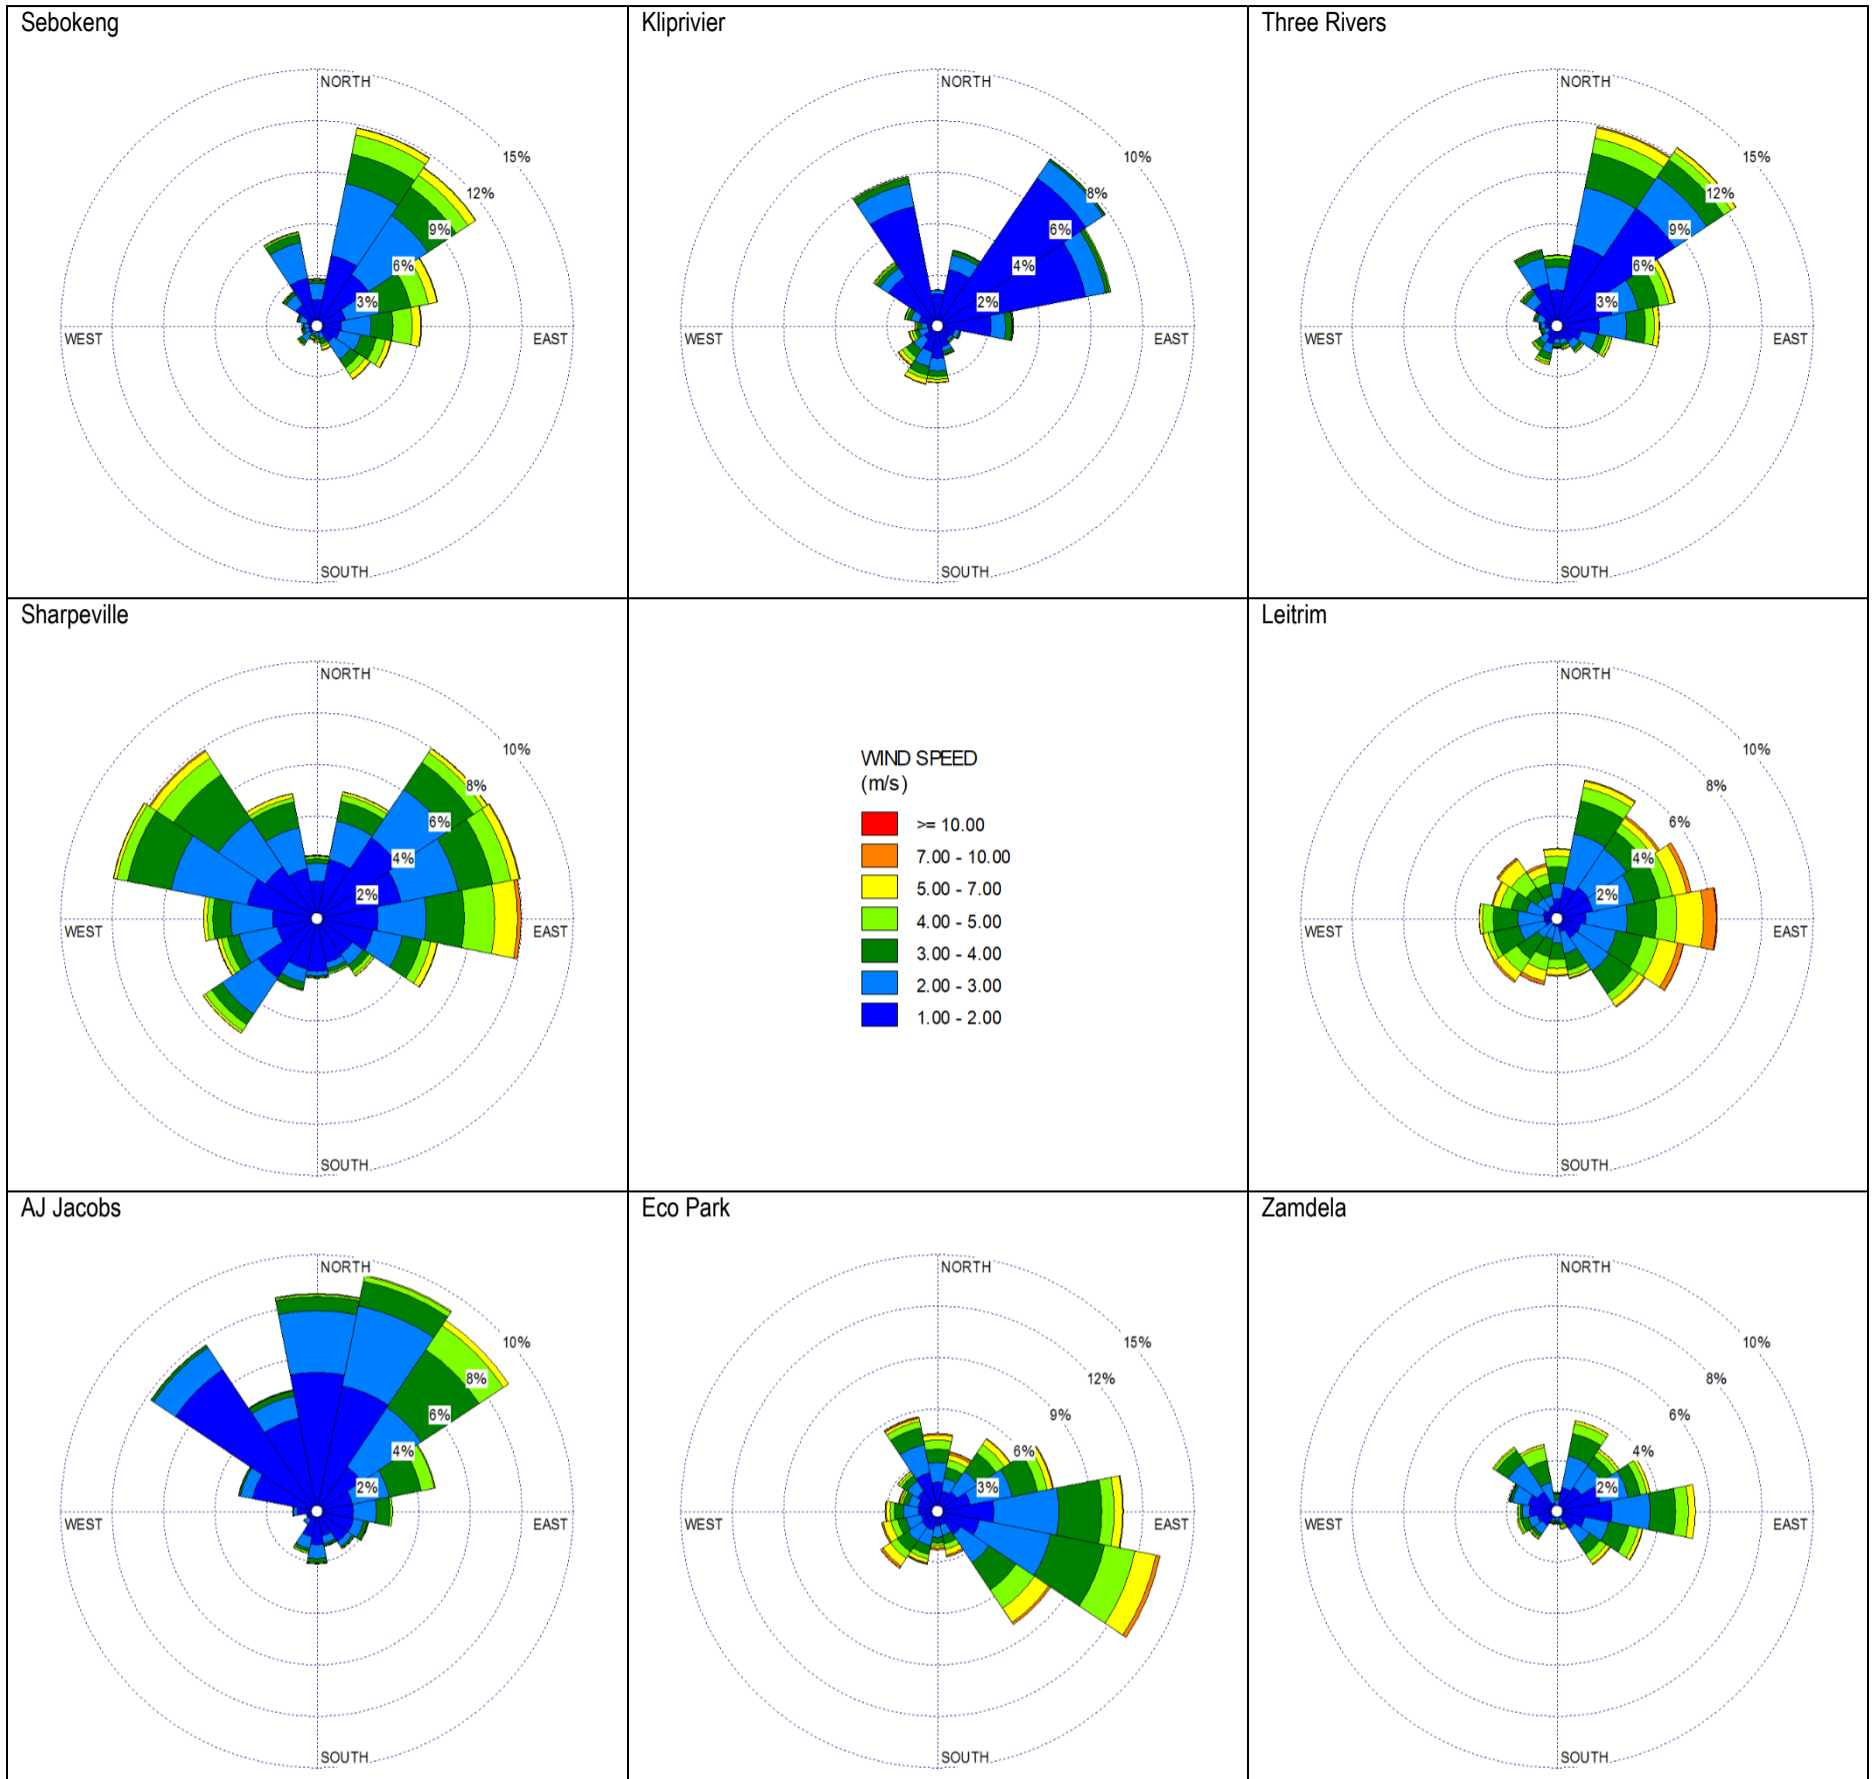 Sebokeng
NORTH
15%
12%
9%
6%
3%
WEST
EAST
SOUTH
Kliprivier
NORTH
10%
8%
6%
4%
2%
WEST
EAST
SOUTH
Three Rivers
NORTH
15%
12%
9%
6%
3%
WEST
EAST
SOUTH
Sharpeville
NORTH
10%
8%
6%
4%
2%
WEST
EAST
SOUTH
WIND SPEED
(m/s)
>= 10.00
7.00 - 10.00
5.00 - 7.00
4.00 - 5.00
3.00 - 4.00
2.00 - 3.00
1.00 - 2.00
Leitrim
NORTH
10%
8%
6%
4%
2%
WEST
EAST
SOUTH
AJ Jacobs
NORTH
10%
8%
6%
4%
2%
WEST
EAST
SOUTH
Eco Park
NORTH
15%
12%
9%
6%
3%
WEST
EAST
SOUTH
Zamdela
NORTH
10%
8%
6%
4%
2%
WEST
EAST
SOUTH